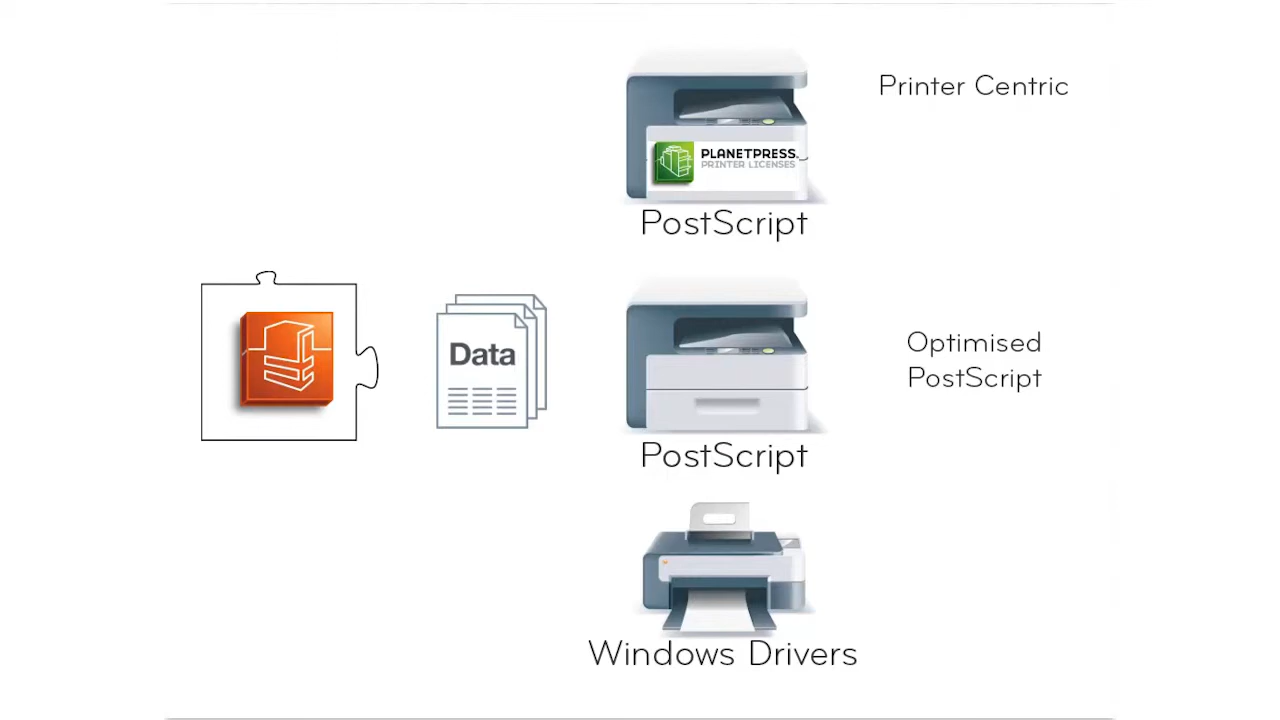 Printer Centric
PLANETPRESS.
PRINTER LICENSES
PostScript
Data
Optimised
PostScript
PostScript
Windows Drivers